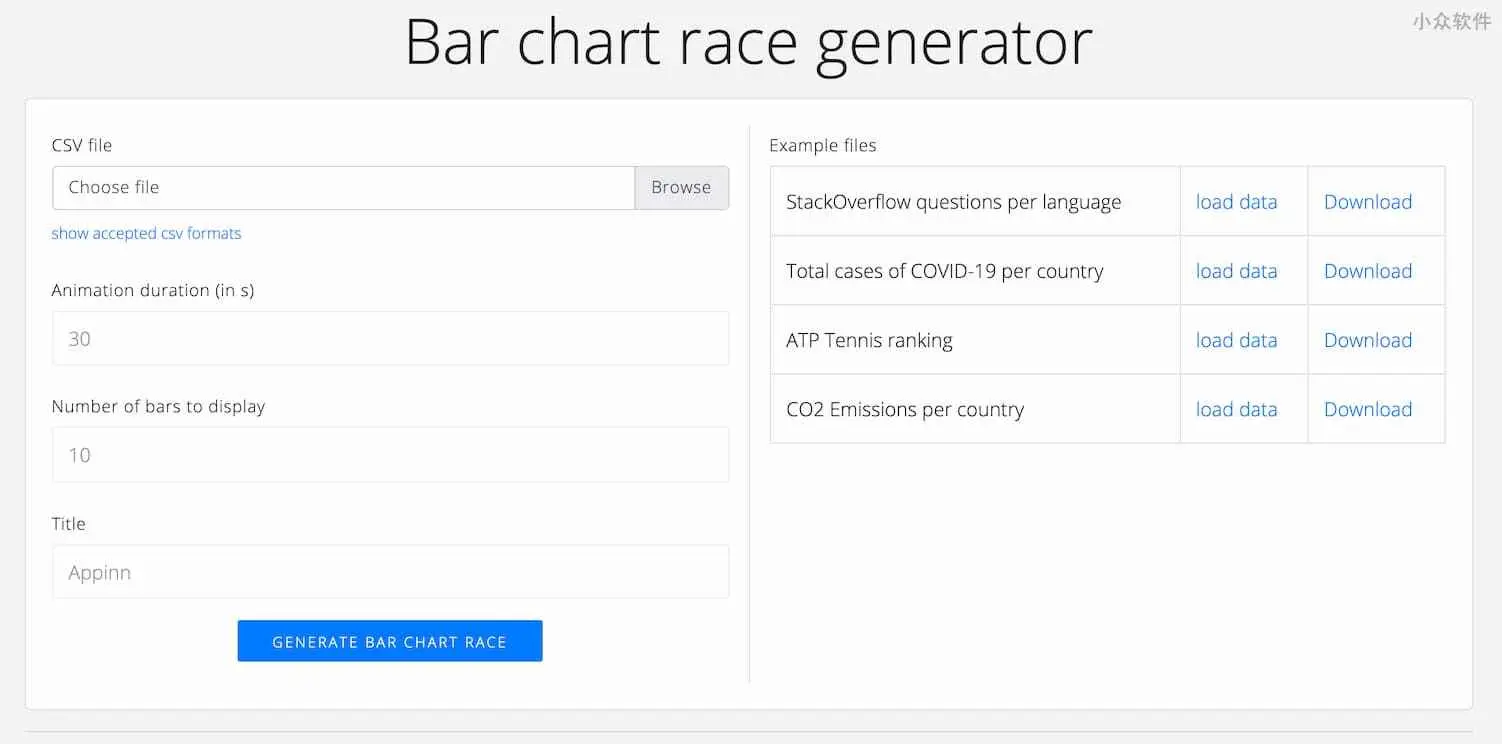 Bar chart race generator
小众软件
CSV file
Choose file
Browse
show accepted csv formats
Animation duration (in s)
30
Number of bars to display
10
Title
Appinn
GENERATE BAR CHART RACE
Example files
StackOverflow questions per language
load data
Download
Total cases of COVID-19 per country
load data
Download
ATP Tennis ranking
load data
Download
CO2 Emissions per country
load data
Download